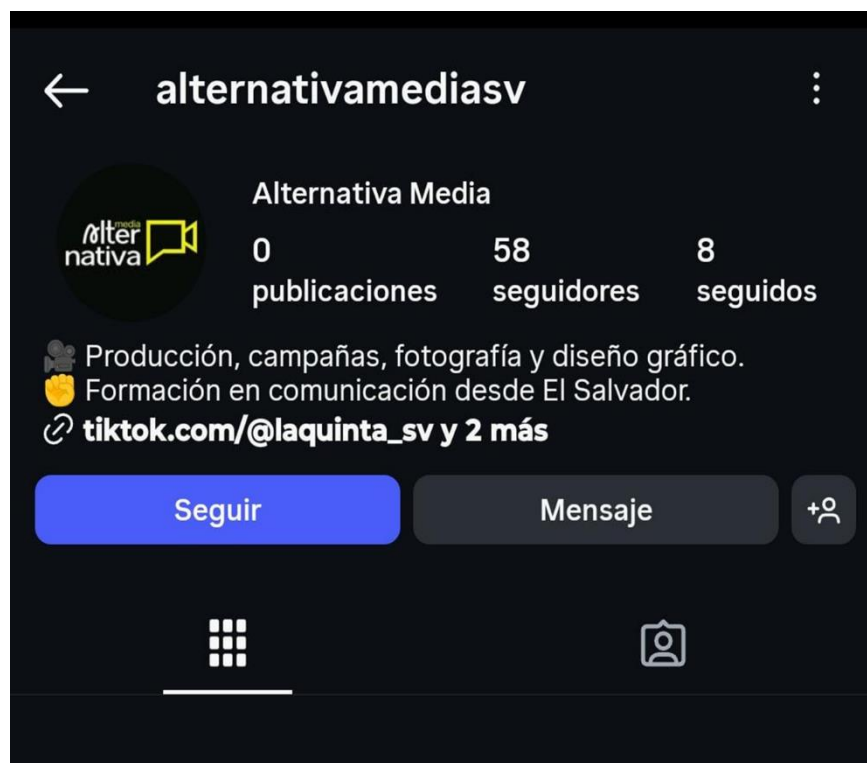 alternativamediasv
media
Alter
nativa
Alternativa Media
0 58 8
publicaciones seguidores seguidos
🎥 Producción, campañas, fotografía y diseño gráfico.
✊ Formación en comunicación desde El Salvador.
tiktok.com/@laquinta_sv y 2 más
Seguir Mensaje